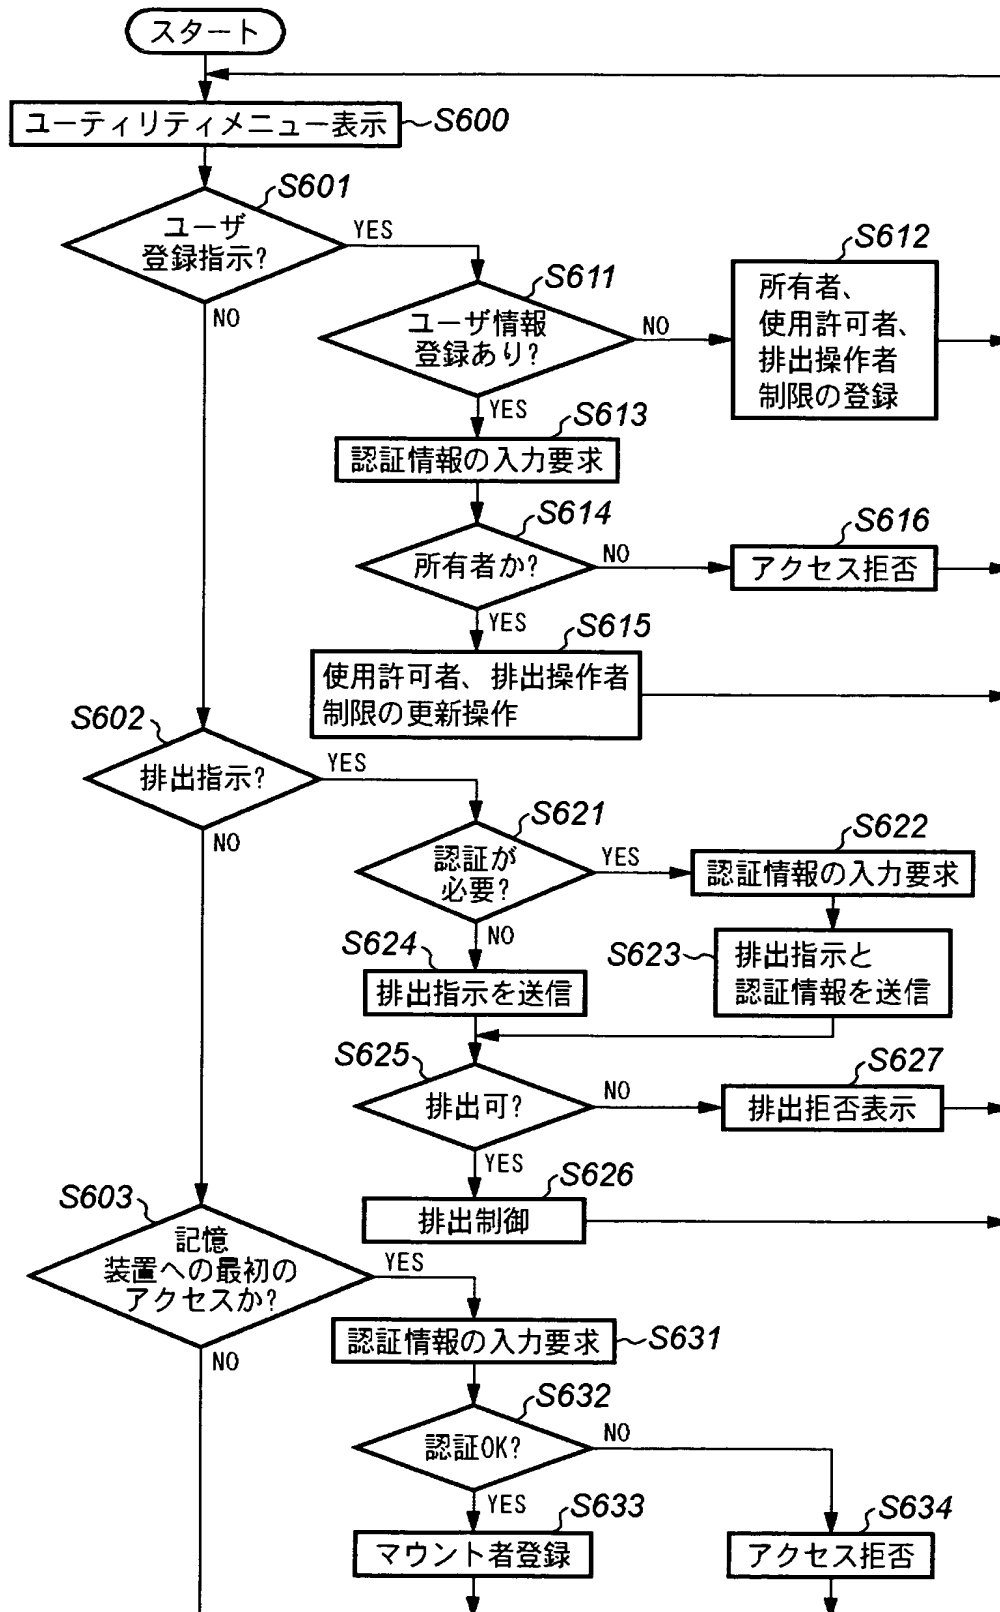 スタート
ユーティリティメニュー表示
S600
S601
ユーザ
登録指示?
YES
NO
S611
ユーザ情報
登録あり?
NO
YES
S612
所有者、
使用許可者、
排出操作者
制限の登録
S613
認証情報の入力要求
S614
所有者か?
NO
YES
S616
アクセス拒否
S615
使用許可者、排出操作者
制限の更新操作
S602
排出指示?
YES
NO
S621
認証が
必要?
YES
NO
S622
認証情報の入力要求
S623
排出指示と
認証情報を送信
S624
排出指示を送信
S625
排出可?
NO
YES
S627
排出拒否表示
S626
排出制御
S603
記憶
装置への最初の
アクセスか?
YES
NO
認証情報の入力要求
S631
S632
認証OK?
NO
YES
S633
マウント者登録
S634
アクセス拒否